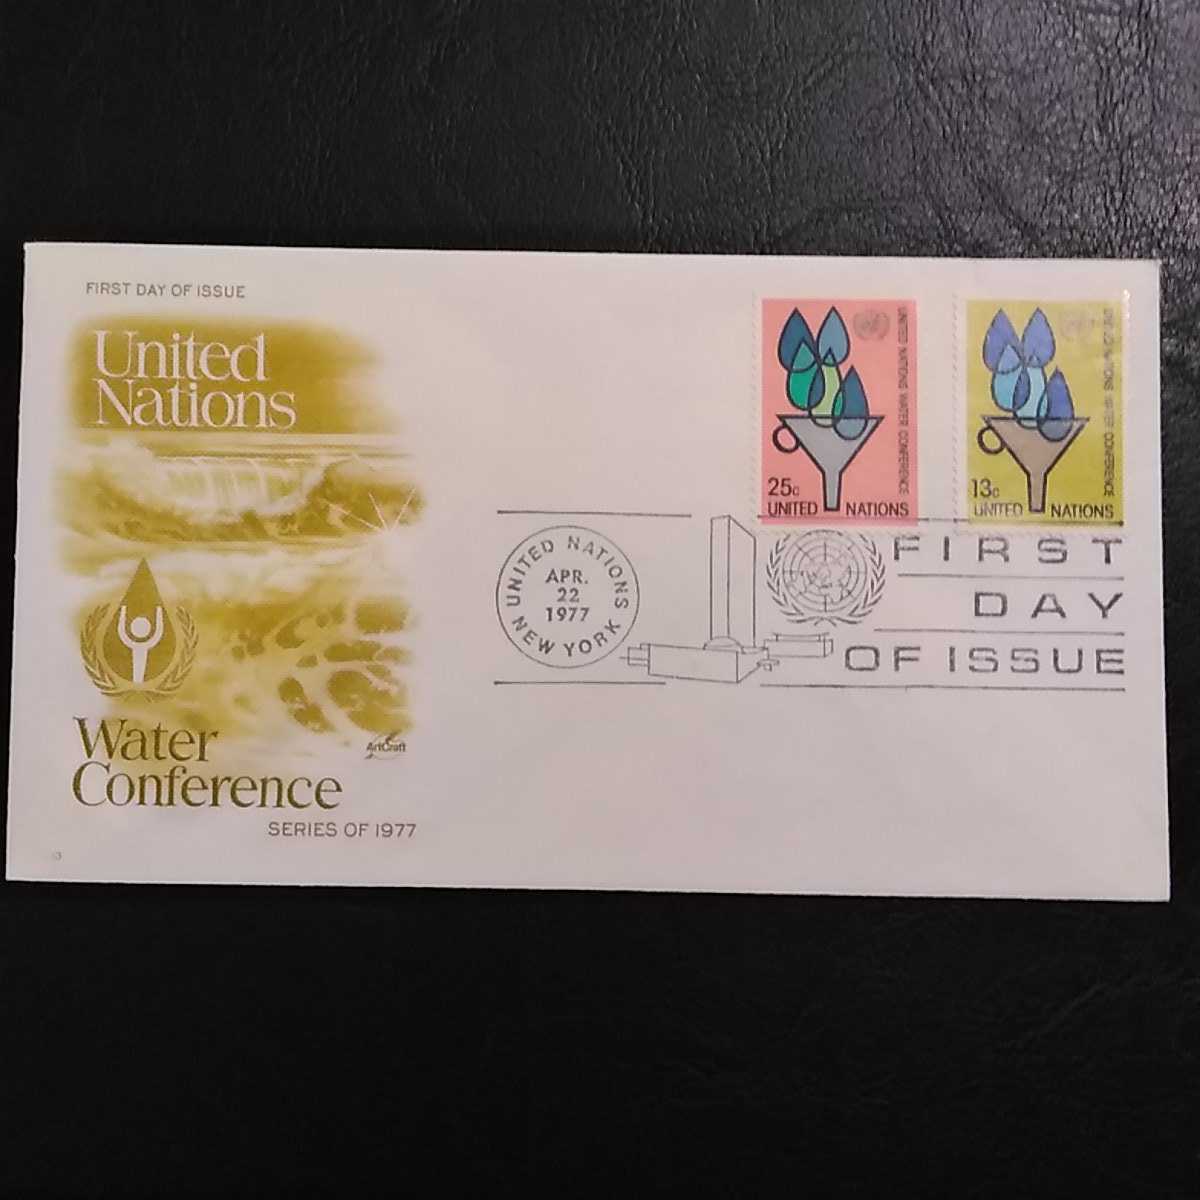 FIRST DAY OF ISSUE
United
Nations
Water
Conference
ArtCraft
SERIES OF 1977
UNITED NATIONS WATER CONFERENCE
25c
UNITED NATIONS
UNITED NATIONS WATER CONFERENCE
13c
UNITED NATIONS
UNITED NATIONS
APR.
22
1977
NEW YORK
FIRST
DAY
OF ISSUE